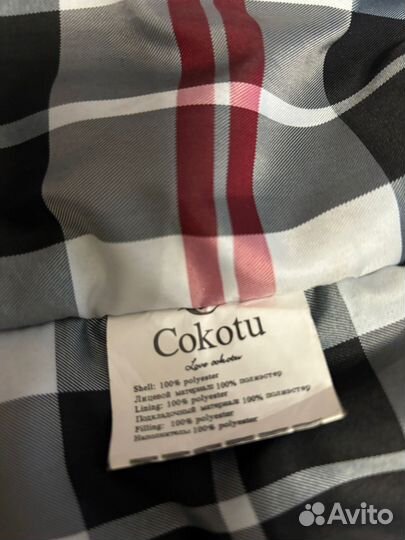 Cokotu
Love cokotu
Shell: 100% polyester
Лицевой материал 100% полиэстер
Lining: 100% polyester
Подкладочный материал 100% полиэстер
Filling: 100% polyester
Наполнитель: 100% полиэстер
Avito